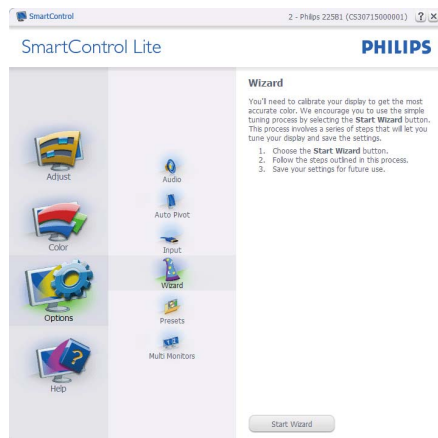 SmartControl
2 - Philips 225B1 (CS30715000001)
?
X
SmartControl Lite
PHILIPS
Adjust
Color
Options
Help
Audio
Auto Pivot
Input
Wizard
Presets
Multi Monitors
Wizard
You'll need to calibrate your display to get the most
accurate color. We encourage you to use the simple
tuning process by selecting the Start Wizard button.
This process involves a series of steps that will let you
tune your display and save the settings.
1. Choose the Start Wizard button.
2. Follow the steps outlined in this process.
3. Save your settings for future use.
Start Wizard